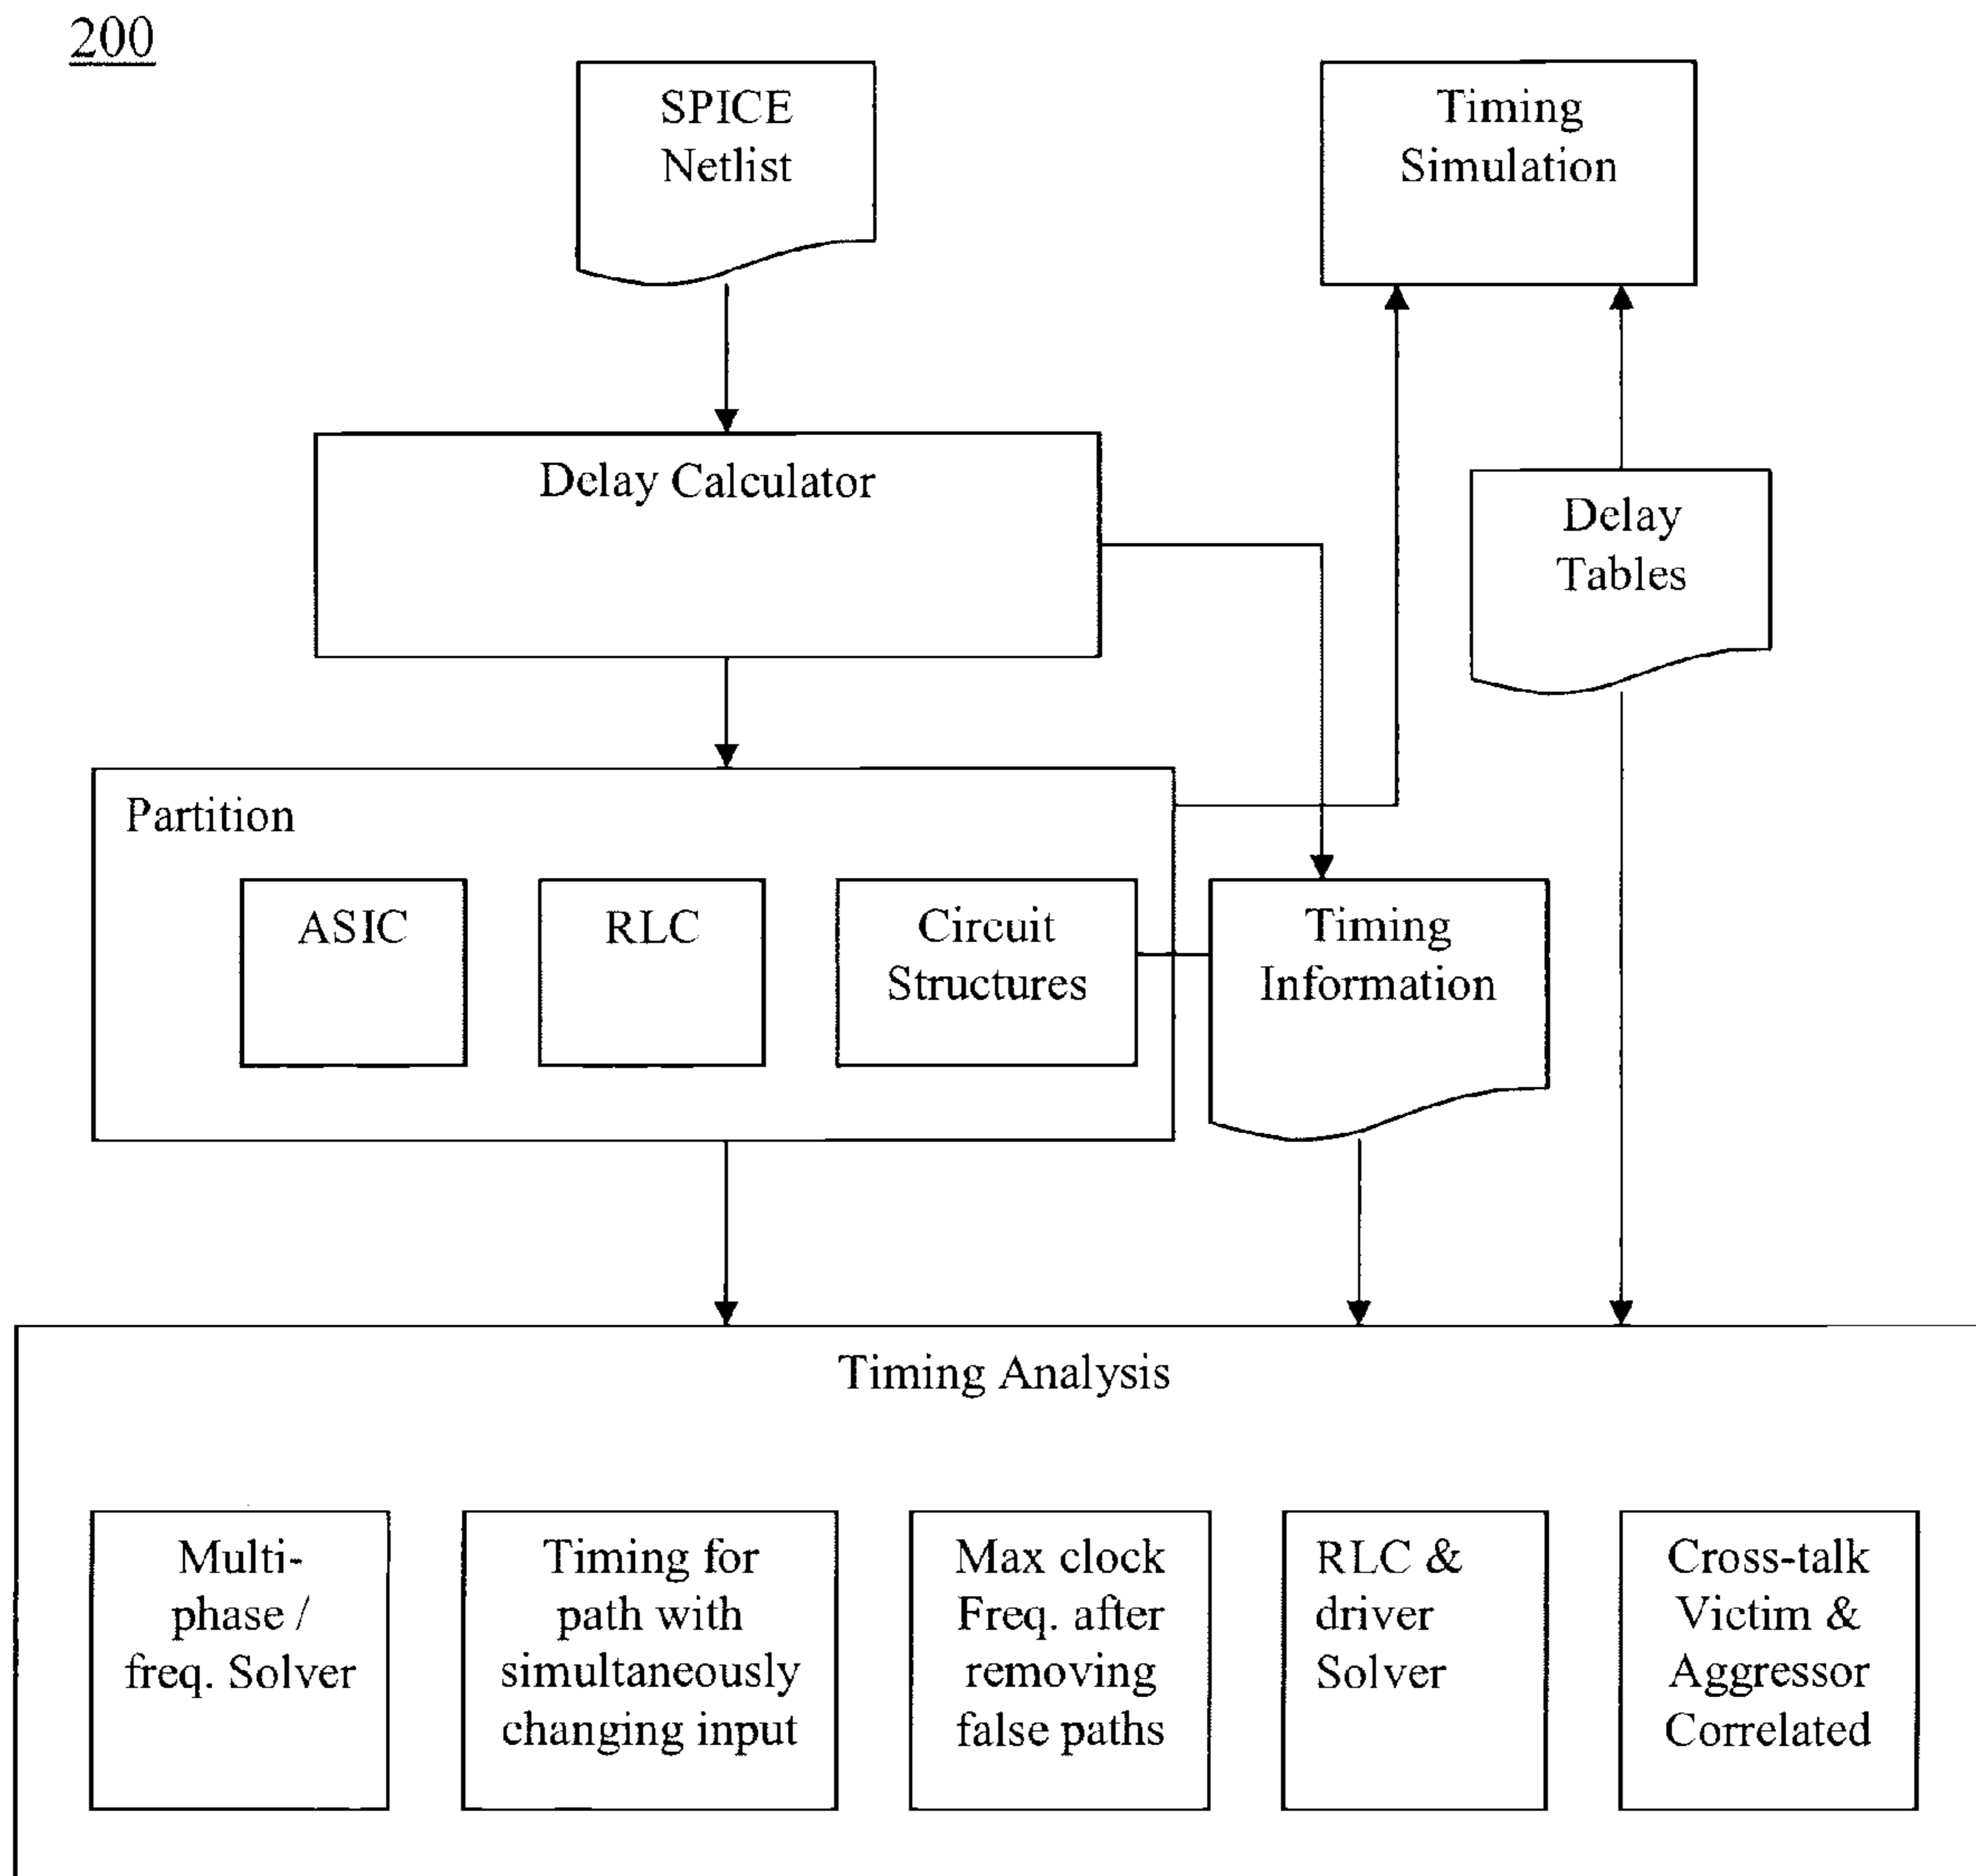 200
SPICE
Netlist
Timing
Simulation
Delay Calculator
Delay
Tables
Partition
ASIC
RLC
Circuit
Structures
Timing
Information
Timing Analysis
Multi-
phase /
freq. Solver
Timing for
path with
simultaneously
changing input
Max clock
Freq. after
removing
false paths
RLC &
driver
Solver
Cross-talk
Victim &
Aggressor
Correlated